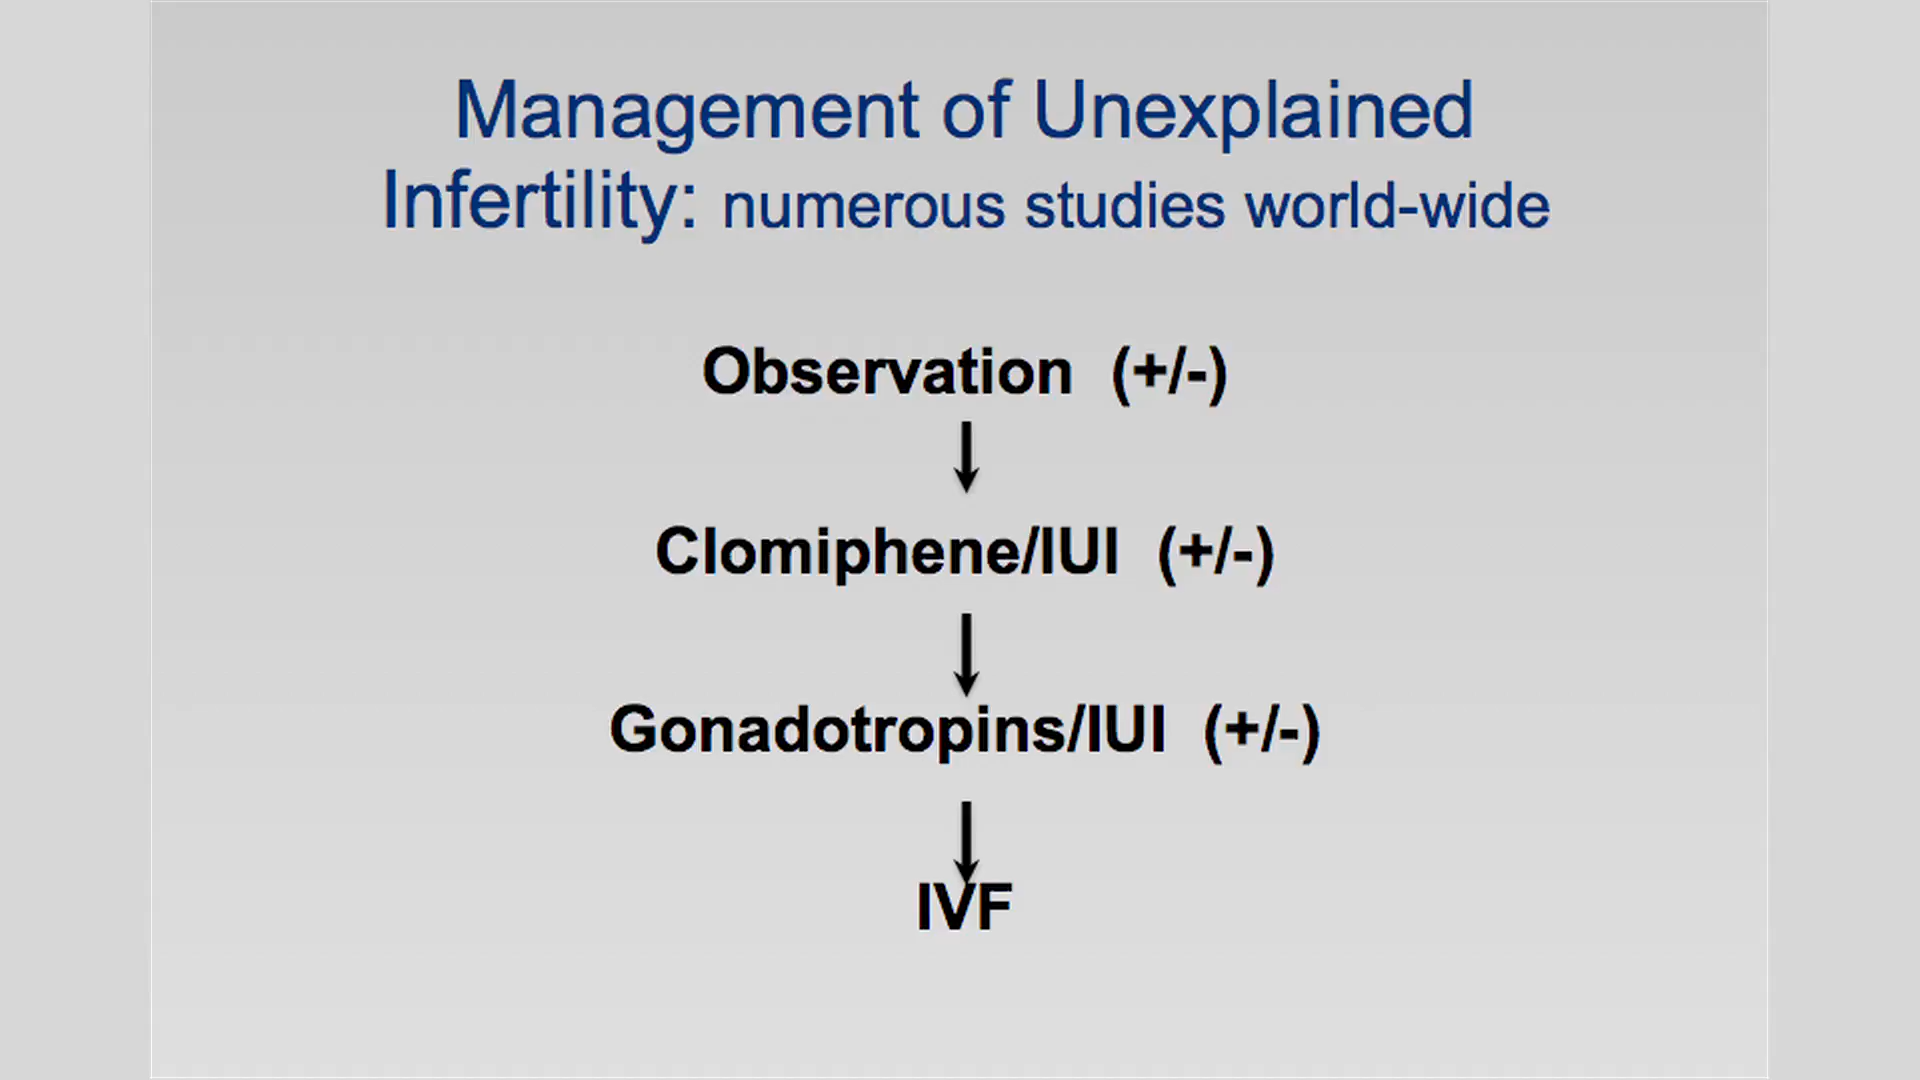 Management of Unexplained
Infertility: numerous studies world-wide
Observation (+/-)
Clomiphene/IUI (+/-)
Gonadotropins/IUI (+/-)
IVF